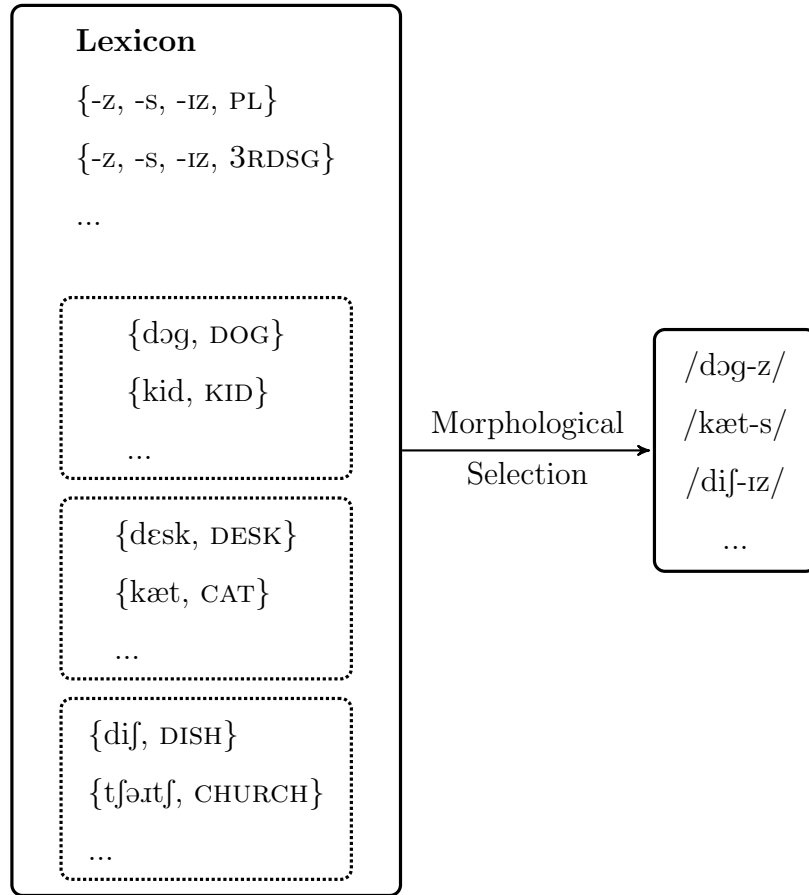 Lexicon
{-z, -s, -ɪz, PL}
{-z, -s, -ɪz, 3RDSG}
...
{dɔg, DOG}
{kid, KID}
...
{dɛsk, DESK}
{kæt, CAT}
...
{diʃ, DISH}
{tʃəɹtʃ, CHURCH}
...
Morphological
Selection
/dɔg-z/
/kæt-s/
/diʃ-ɪz/
...